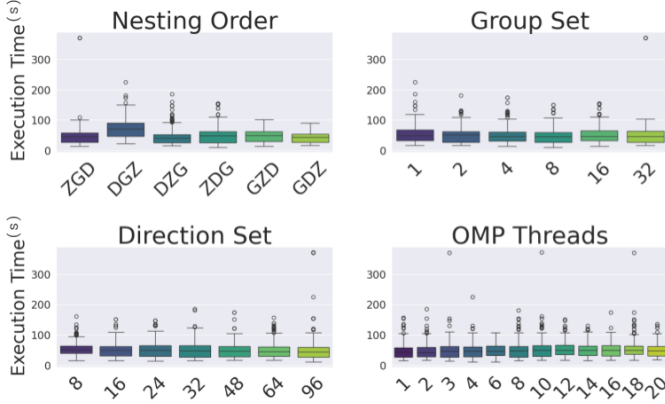 Nesting Order
Group Set
Execution Time(s)
300
200
100
0
ZGD DGZ DZG ZDG GZD GDZ
300
200
100
0
1 2 4 8 16 32
Direction Set
OMP Threads
Execution Time(s)
300
200
100
0
8 16 24 32 48 64 96
300
200
100
0
1 2 3 4 6 8 10 12 14 16 18 20